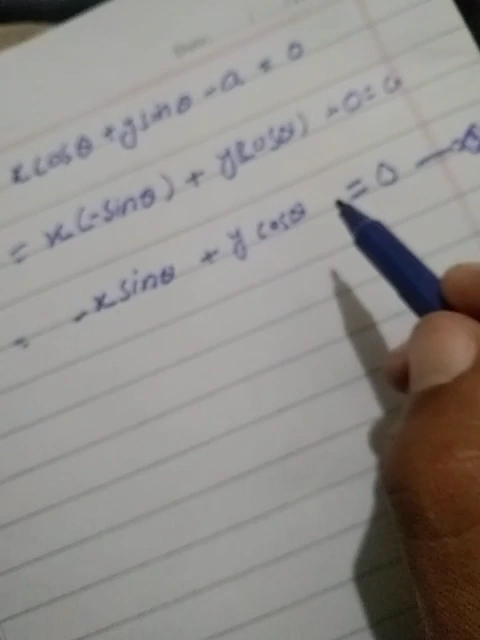 x cosθ + y sinθ - a = 0
= x(-sinθ) + y(cosθ) - 0 = 0
= -x sinθ + y cosθ = 0 —